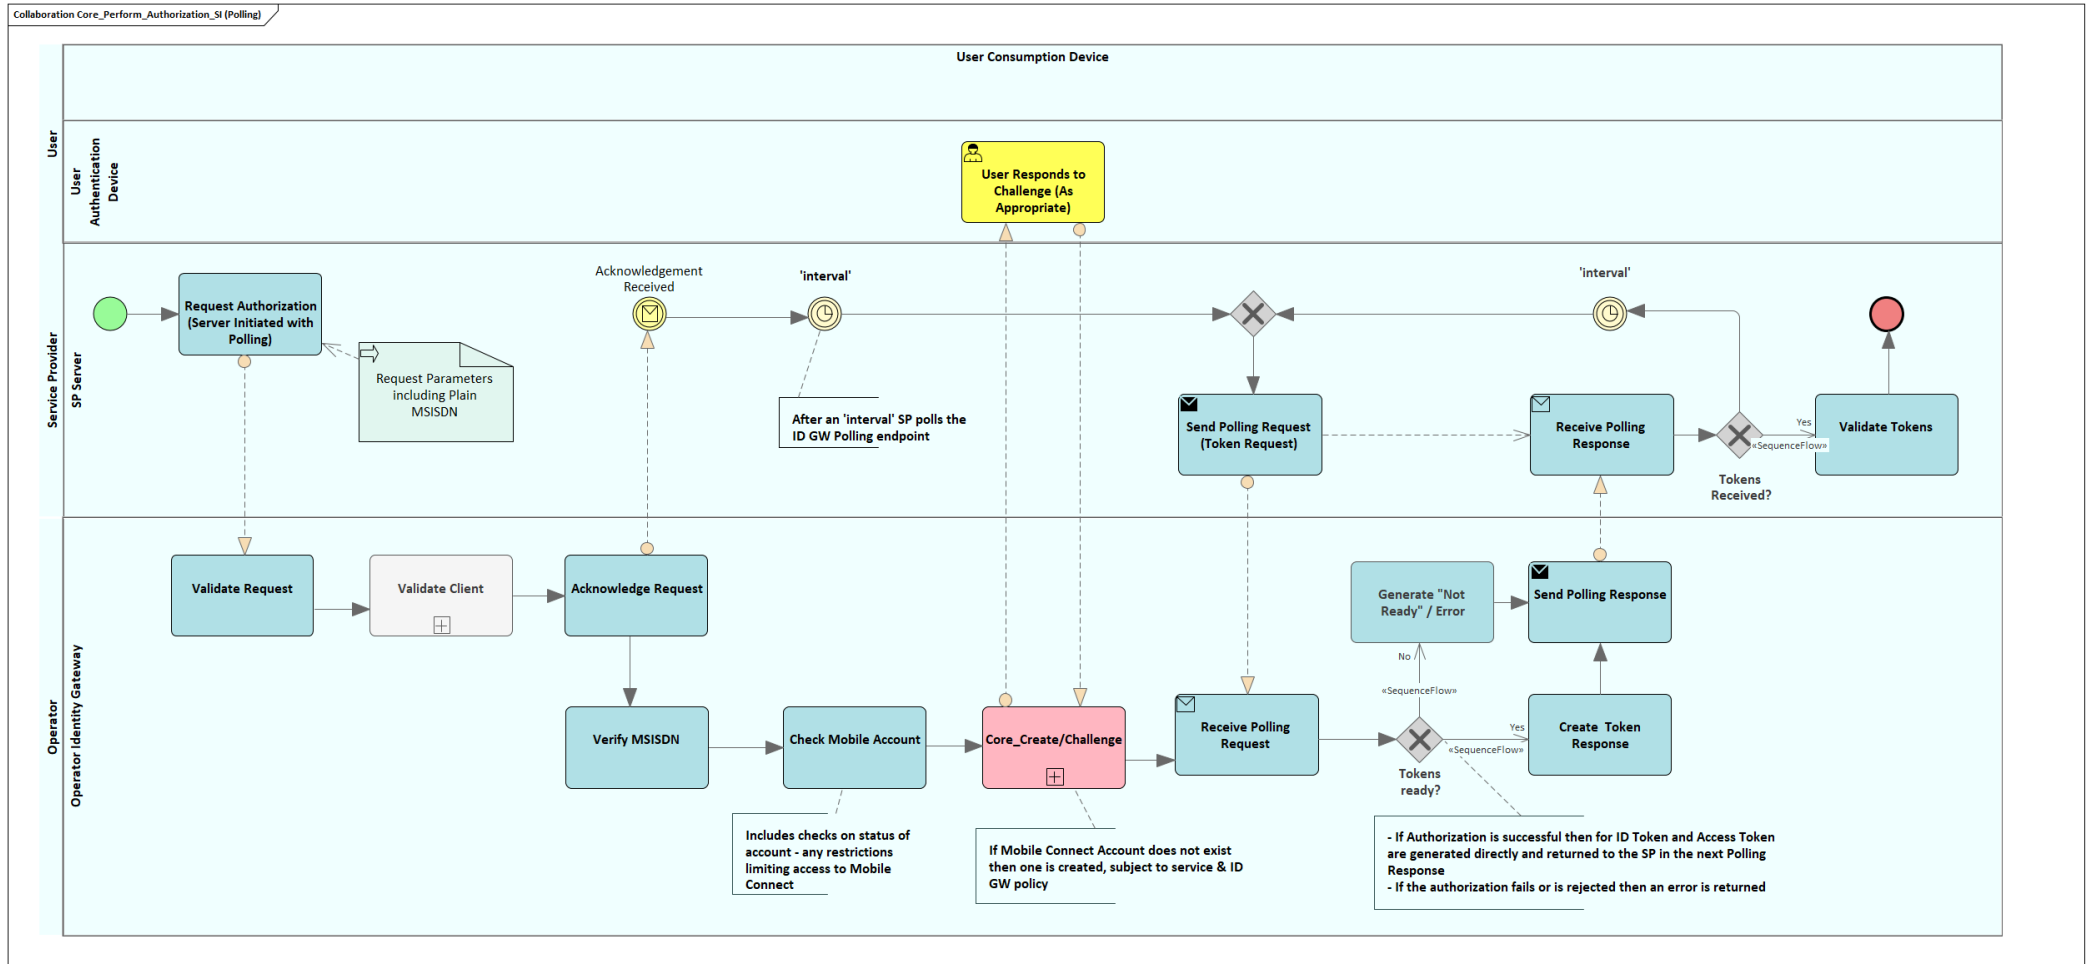 Collaboration Core_Perform_Authorization_SI (Polling)
User Consumption Device
User
User
Authentication
Device
User Responds to
Challenge (As
Appropriate)
Service Provider
SP Server
Request Authorization
(Server Initiated with
Polling)
Request Parameters
including Plain
MSISDN
Acknowledgement
Received
'interval'
After an 'interval' SP polls the
ID GW Polling endpoint
Send Polling Request
(Token Request)
'interval'
Receive Polling
Response
Tokens
Received?
Yes
«SequenceFlow»
Validate Tokens
Operator
Operator Identity Gateway
Validate Request
Validate Client
Acknowledge Request
Verify MSISDN
Check Mobile Account
Includes checks on status of
account - any restrictions
limiting access to Mobile
Connect
Core_Create/Challenge
If Mobile Connect Account does not exist
then one is created, subject to service & ID
GW policy
Receive Polling
Request
Tokens
ready?
No
«SequenceFlow»
Generate "Not
Ready" / Error
Yes
«SequenceFlow»
Create  Token
Response
Send Polling Response
- If Authorization is successful then for ID Token and Access Token
are generated directly and returned to the SP in the next Polling
Response
- If the authorization fails or is rejected then an error is returned